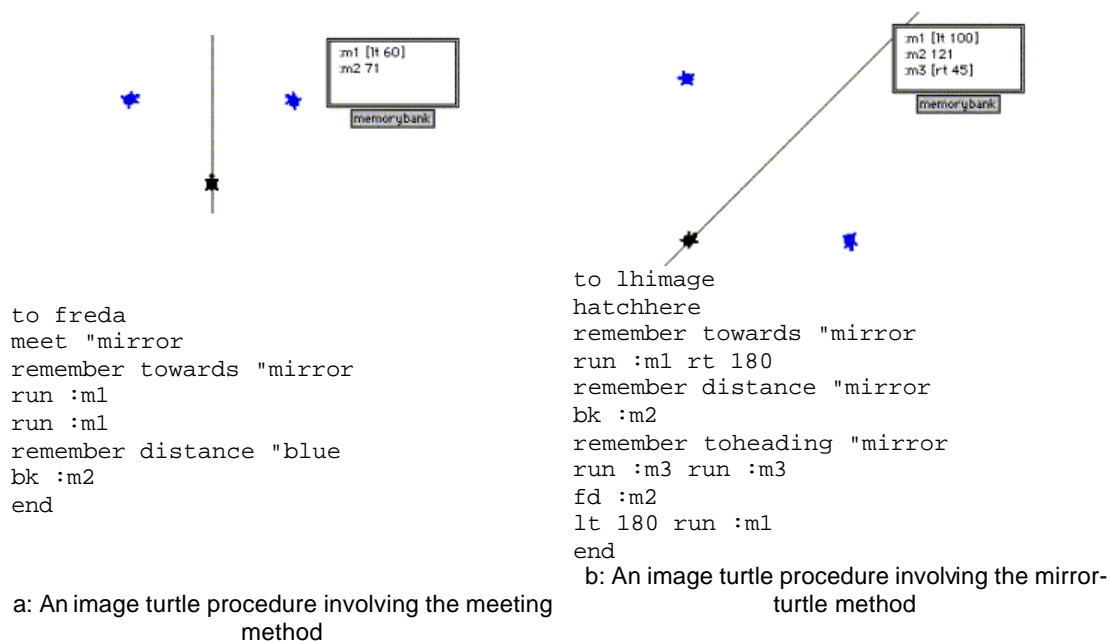 :m1 [lt 60]
:m2 71
memorybank
to freda
meet "mirror
remember towards "mirror
run :m1
run :m1
remember distance "blue
bk :m2
end
a: An image turtle procedure involving the meeting
method
:m1 [lt 100]
:m2 121
:m3 [rt 45]
memorybank
to lhimage
hatchhere
remember towards "mirror
run :m1 rt 180
remember distance "mirror
bk :m2
remember toheading "mirror
run :m3 run :m3
fd :m2
lt 180 run :m1
end
b: An image turtle procedure involving the mirror-
turtle method